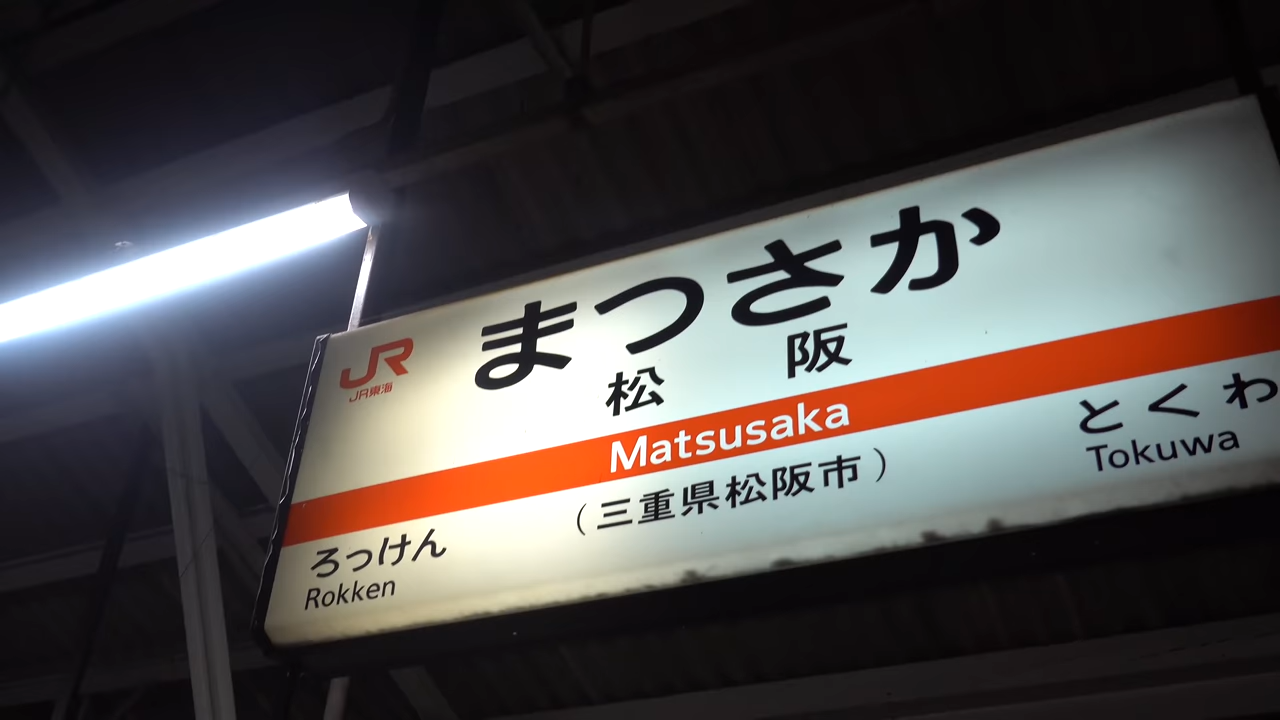 JR
JR東海
まつさか
松阪
Matsusaka
(三重県松阪市)
ろっけん
Rokken
とくわ
Tokuwa